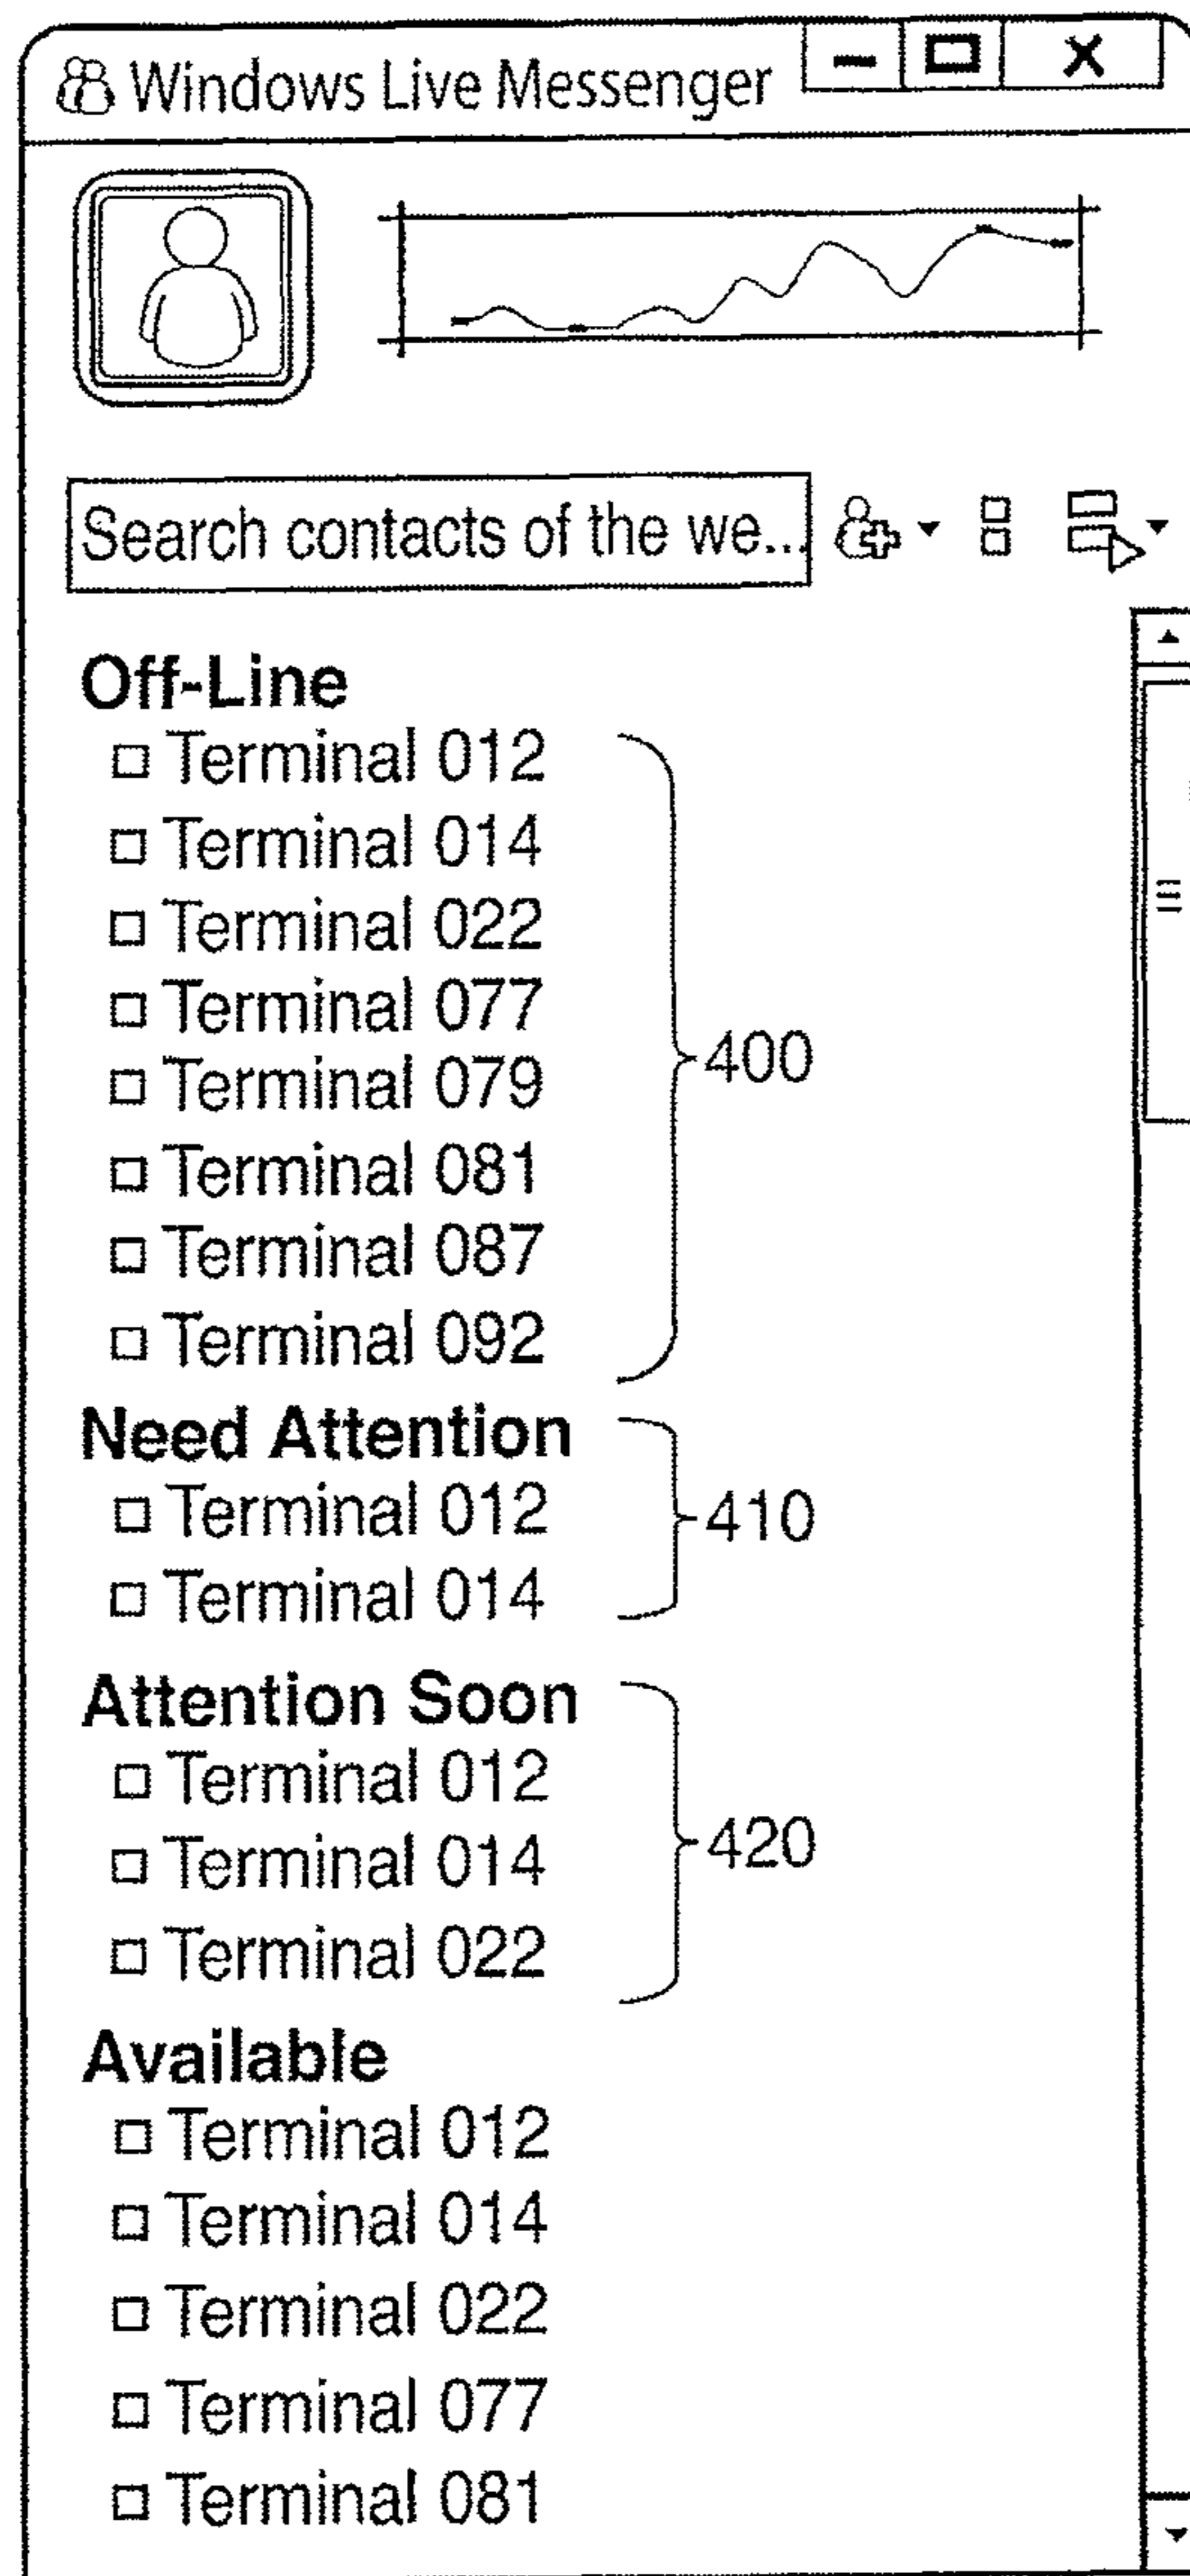 Windows Live Messenger
Search contacts of the we...
Off-Line
Terminal 012
Terminal 014
Terminal 022
Terminal 077
Terminal 079
Terminal 081
Terminal 087
Terminal 092
400
Need Attention
Terminal 012
Terminal 014
410
Attention Soon
Terminal 012
Terminal 014
Terminal 022
420
Available
Terminal 012
Terminal 014
Terminal 022
Terminal 077
Terminal 081